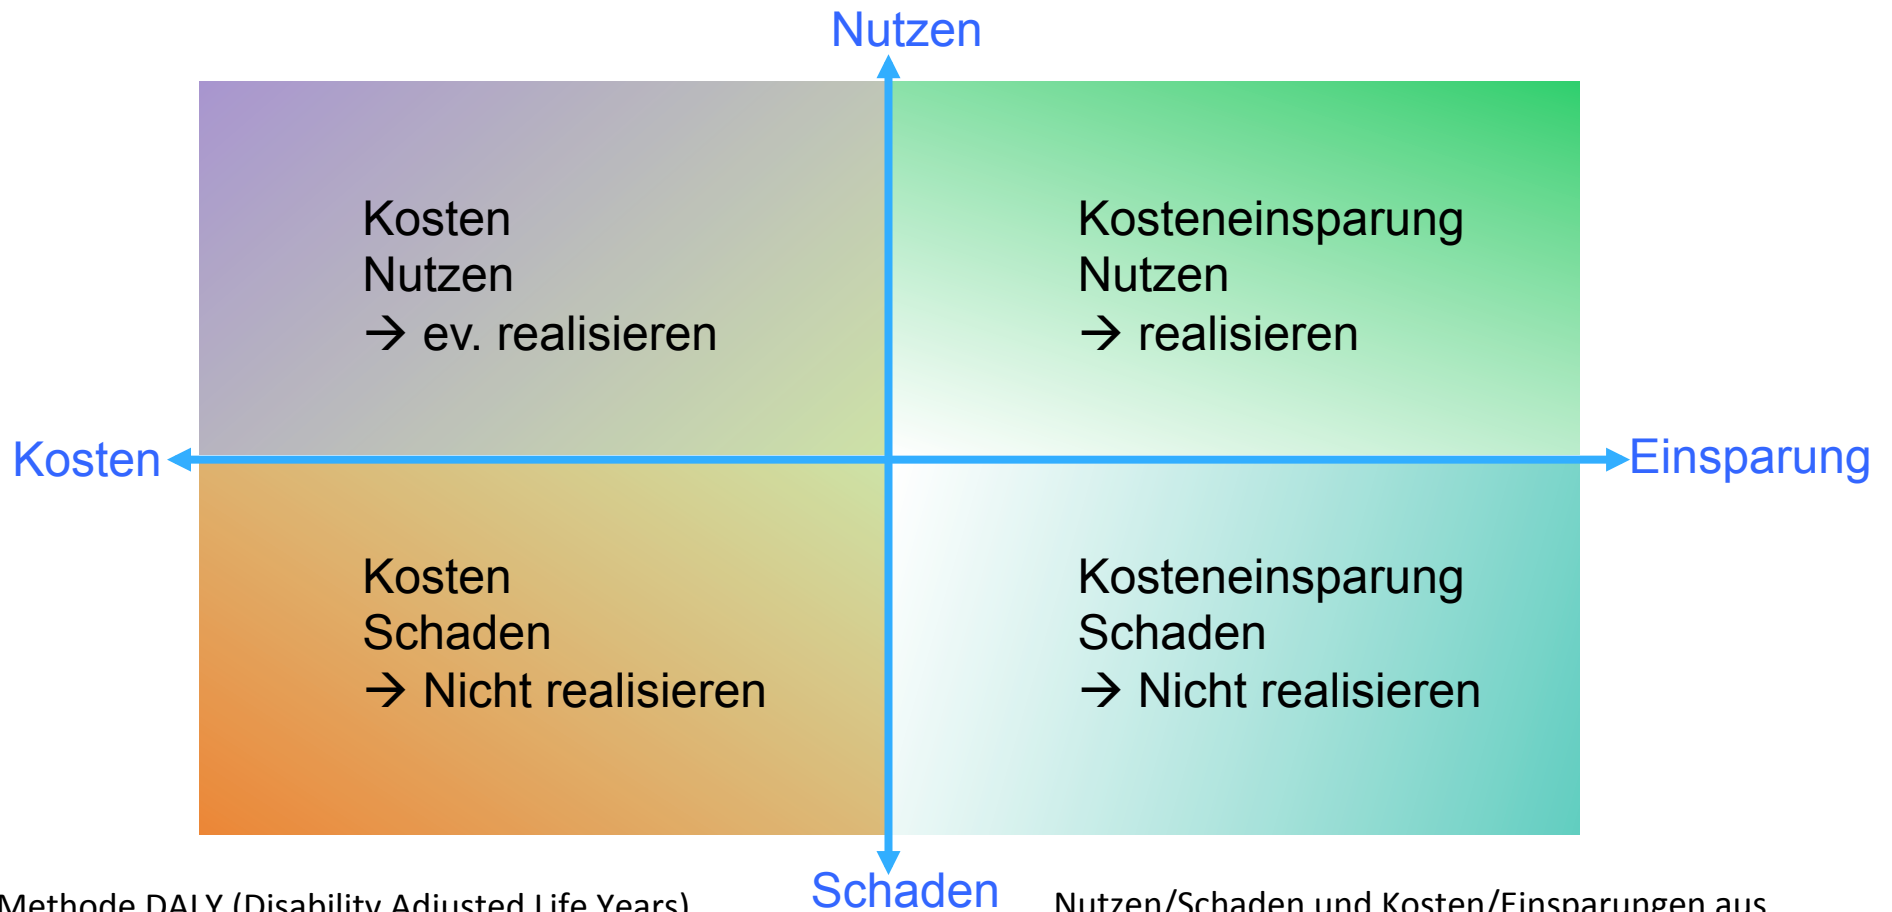 Nutzen
Kosten
Nutzen
→ ev. realisieren
Kosteneinsparung
Nutzen
→ realisieren
Kosten
Einsparung
Kosten
Schaden
→ Nicht realisieren
Kosteneinsparung
Schaden
→ Nicht realisieren
Schaden
Methode DALY (Disability Adjusted Life Years)
Nutzen/Schaden und Kosten/Einsparungen aus